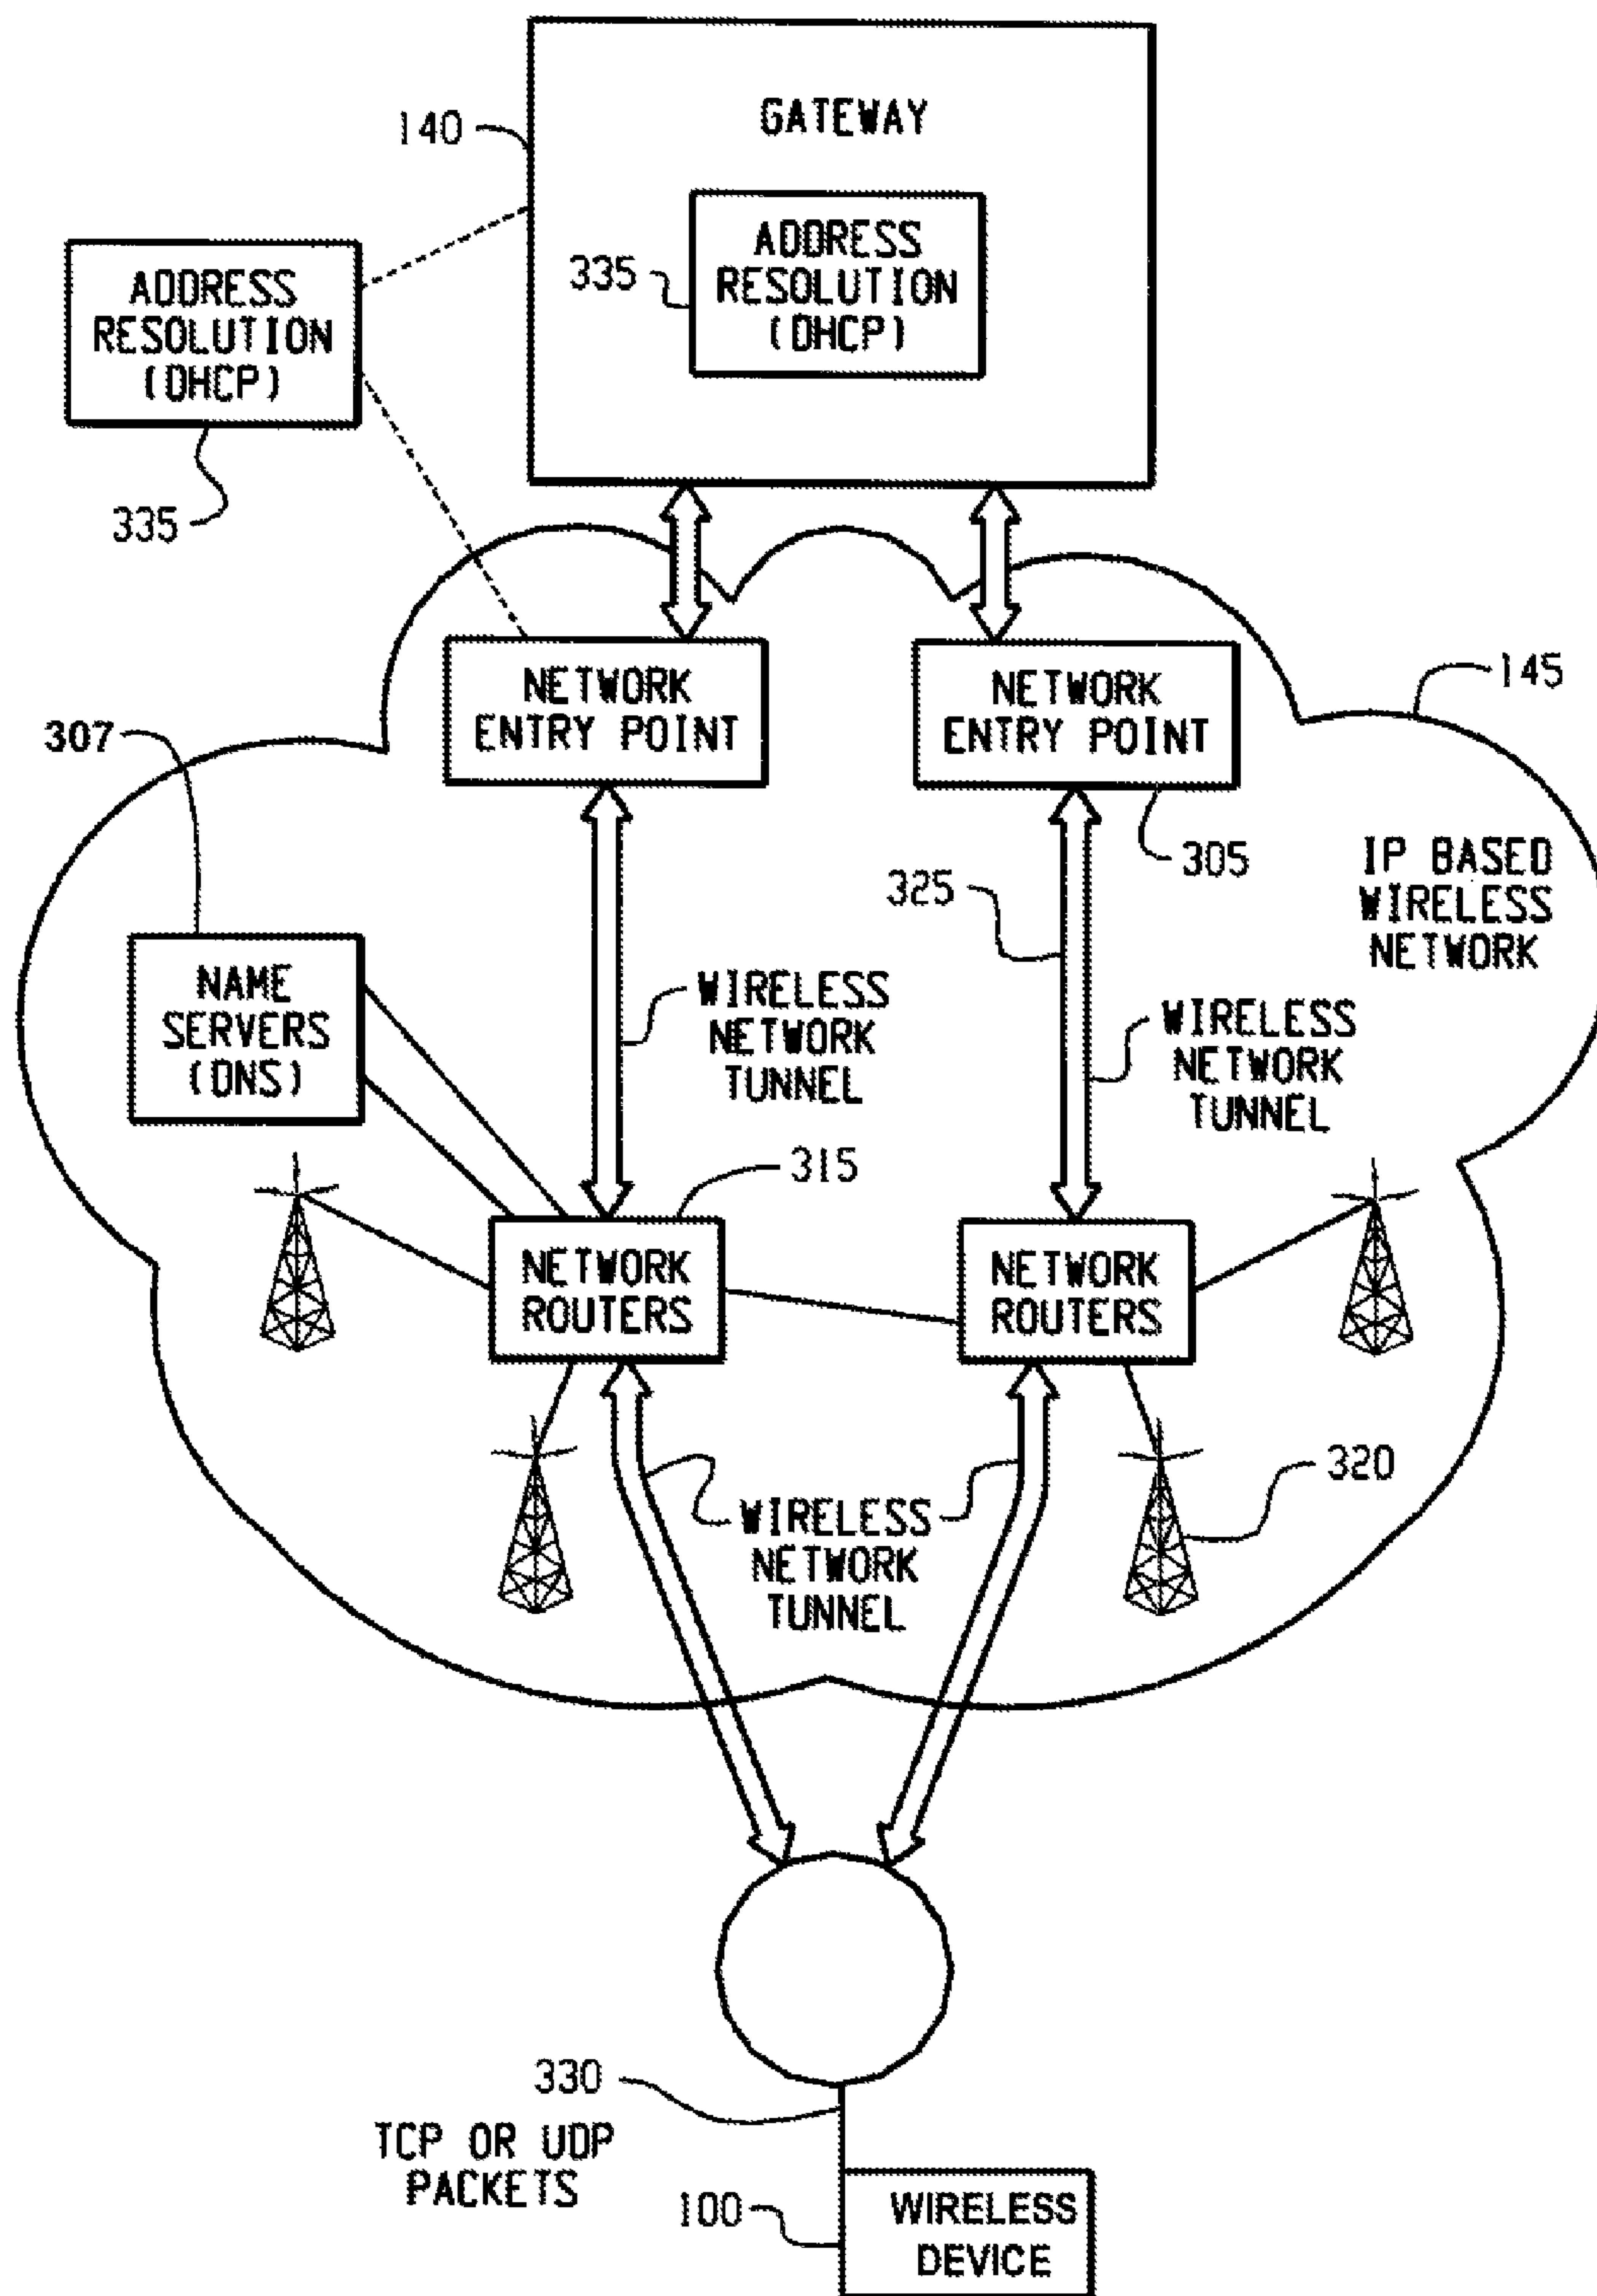 GATEWAY
140
ADDRESS
RESOLUTION
(DHCP)
335
ADDRESS
RESOLUTION
(DHCP)
335
NETWORK
ENTRY POINT
NETWORK
ENTRY POINT
145
307
305
325
IP BASED
WIRELESS
NETWORK
NAME
SERVERS
(DNS)
WIRELESS
NETWORK
TUNNEL
WIRELESS
NETWORK
TUNNEL
315
NETWORK
ROUTERS
NETWORK
ROUTERS
320
WIRELESS
NETWORK
TUNNEL
330
TCP OR UDP
PACKETS
100
WIRELESS
DEVICE